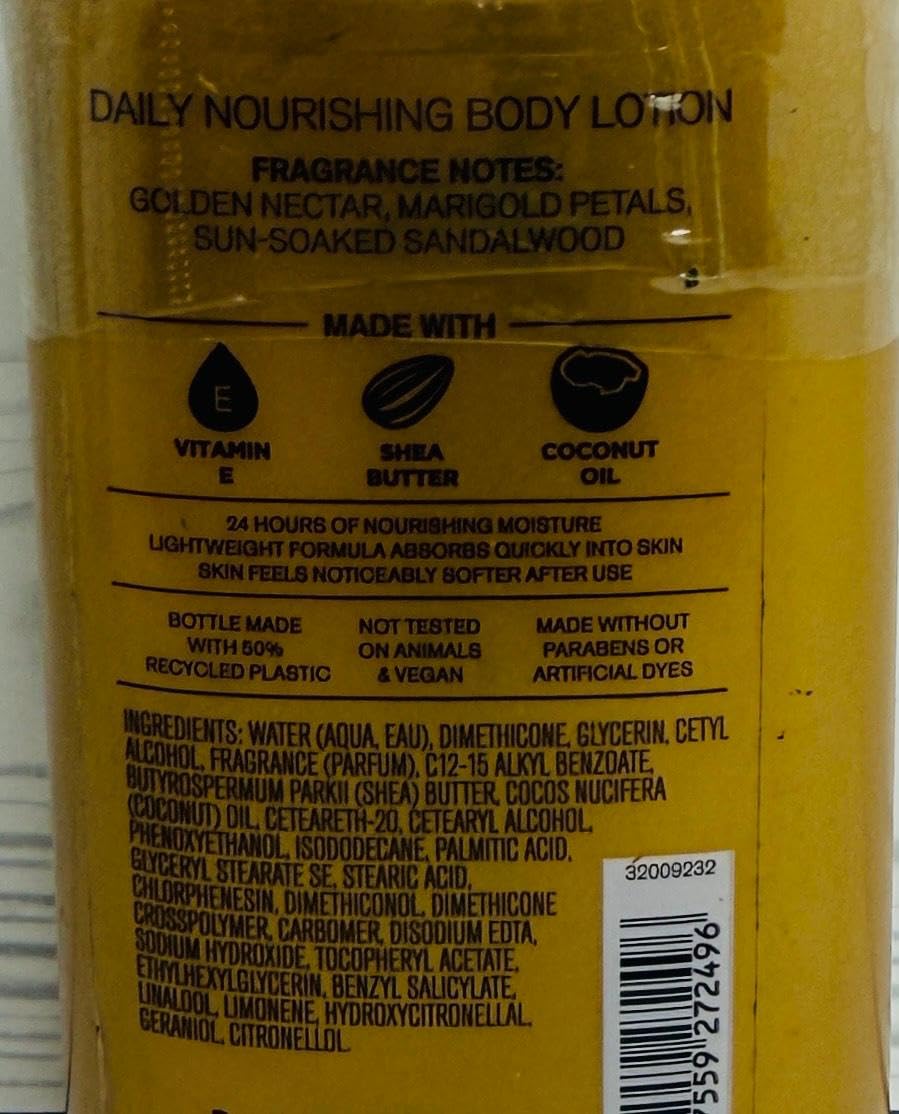 DAILY NOURISHING BODY LOTION
FRAGRANCE NOTES:
GOLDEN NECTAR, MARIGOLD PETALS,
SUN-SOAKED SANDALWOOD
MADE WITH
E
VITAMIN
E
SHEA
BUTTER
COCONUT
OIL
24 HOURS OF NOURISHING MOISTURE
LIGHTWEIGHT FORMULA ABSORBS QUICKLY INTO SKIN
SKIN FEELS NOTICEABLY SOFTER AFTER USE
BOTTLE MADE
WITH 50%
RECYCLED PLASTIC
NOT TESTED
ON ANIMALS
& VEGAN
MADE WITHOUT
PARABENS OR
ARTIFICIAL DYES
INGREDIENTS: WATER (AQUA, EAU), DIMETHICONE, GLYCERIN, CETYL
ALCOHOL, FRAGRANCE (PARFUM), C12-15 ALKYL BENZOATE,
BUTYROSPERMUM PARKII (SHEA) BUTTER, COCOS NUCIFERA
(COCONUT) OIL, CETEARETH-20, CETEARYL ALCOHOL,
PHENOXYETHANOL, ISODODECANE, PALMITIC ACID,
GLYCERYL STEARATE SE, STEARIC ACID,
CHLORPHENESIN, DIMETHICONOL, DIMETHICONE
CROSSPOLYMER, CARBOMER, DISODIUM EDTA,
SODIUM HYDROXIDE, TOCOPHERYL ACETATE,
ETHYLHEXYLGLYCERIN, BENZYL SALICYLATE,
LINALOOL, LIMONENE, HYDROXYCITRONELLAL,
GERANIOL, CITRONELLOL
32009232
7559 272496